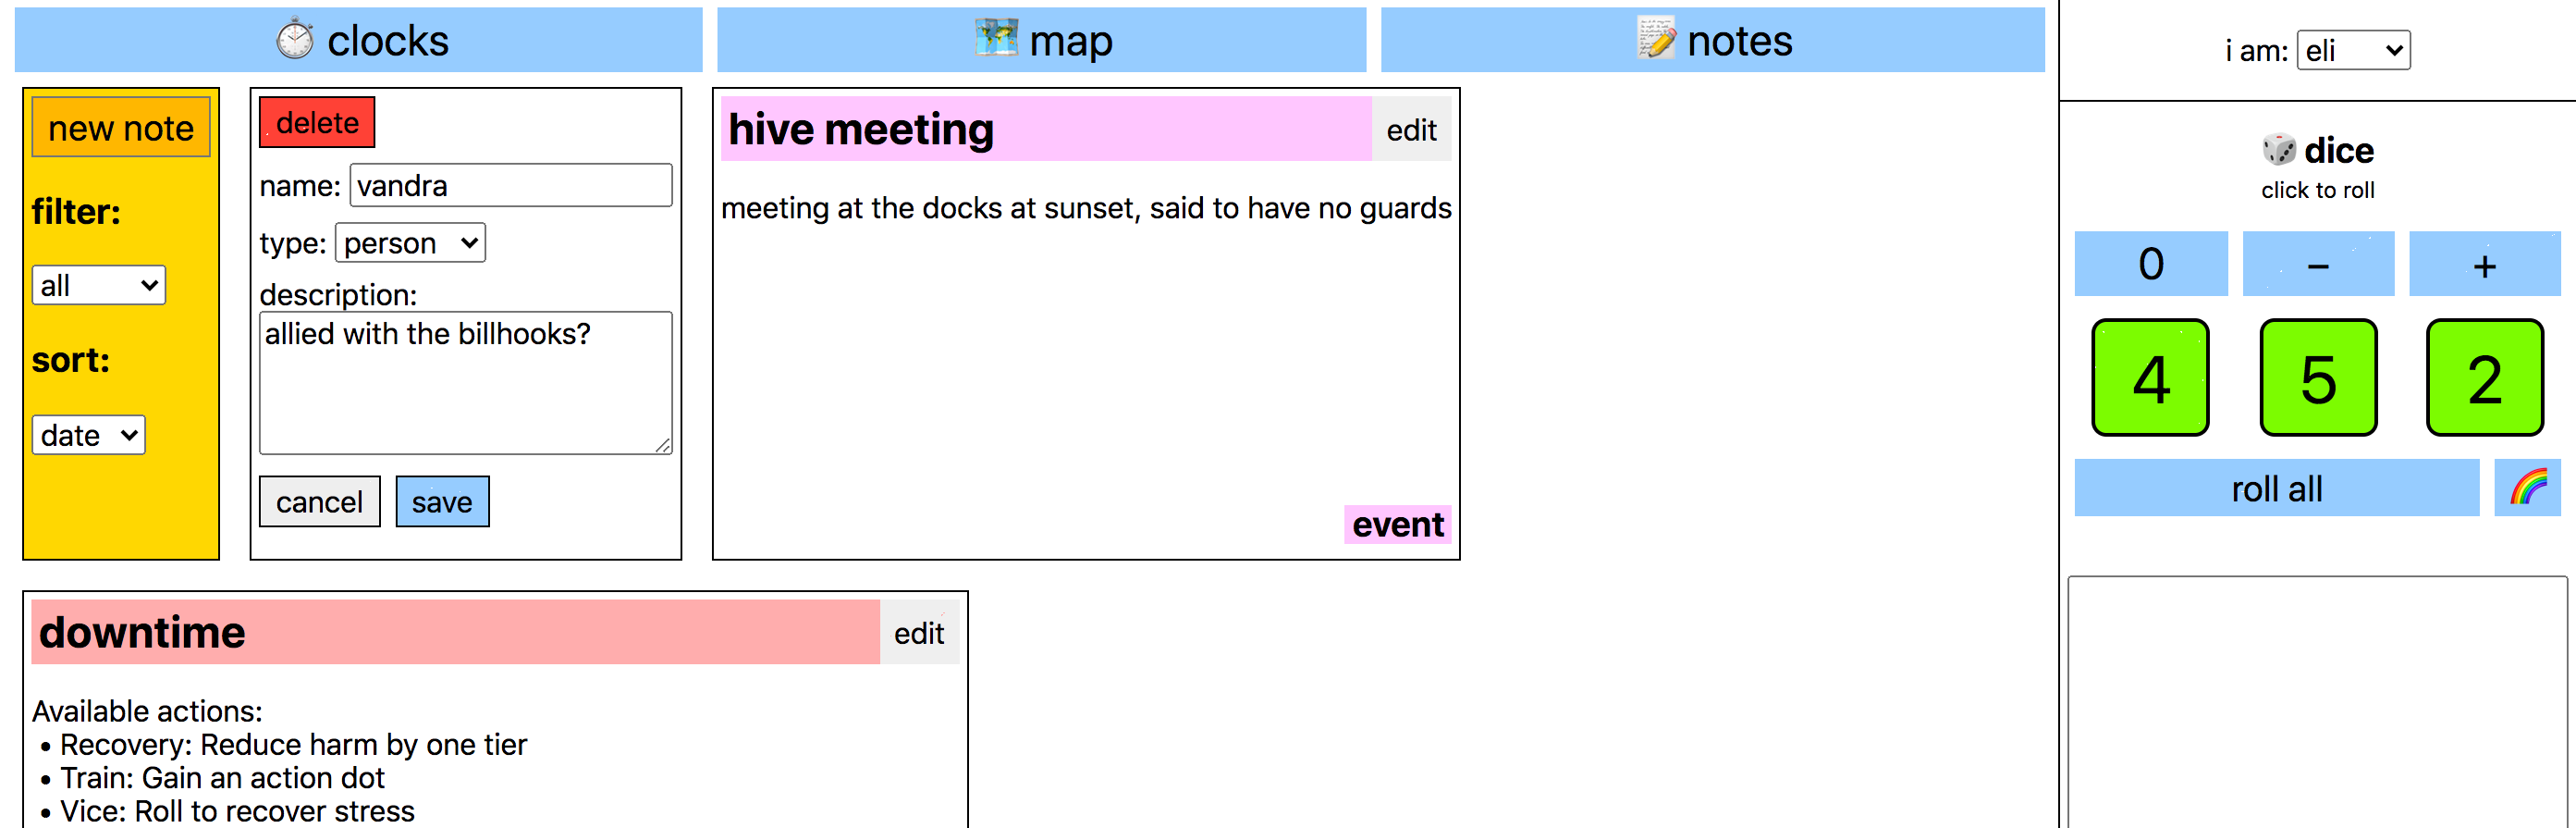 clocks
map
notes
i am: eli
new note
filter:
all
sort:
date
delete
name: vandra
type: person
description:
allied with the billhooks?
cancel save
hive meeting edit
meeting at the docks at sunset, said to have no guards
event
downtime edit
Available actions:
• Recovery: Reduce harm by one tier
• Train: Gain an action dot
• Vice: Roll to recover stress
dice
click to roll
0 – +
4 5 2
roll all